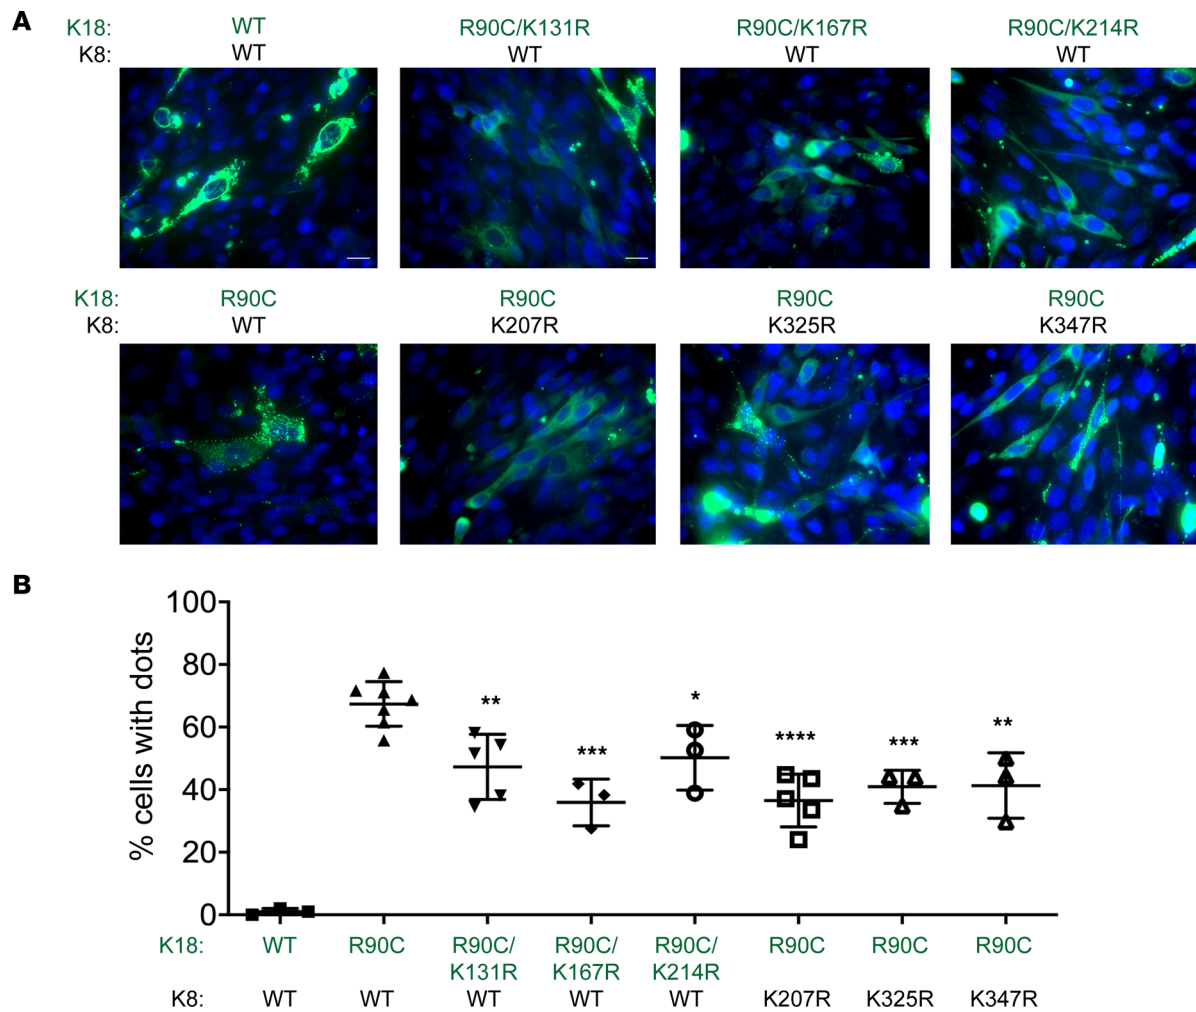 A
K18: WT R90C/K131R R90C/K167R R90C/K214R
K8: WT WT WT WT
K18: R90C R90C R90C R90C
K8: WT K207R K325R K347R
B
% cells with dots
100
80
60
40
20
0
** *** * **** *** **
K18: WT R90C R90C/ R90C/ R90C/ R90C R90C R90C
K131R K167R K214R
K8: WT WT WT WT WT K207R K325R K347R